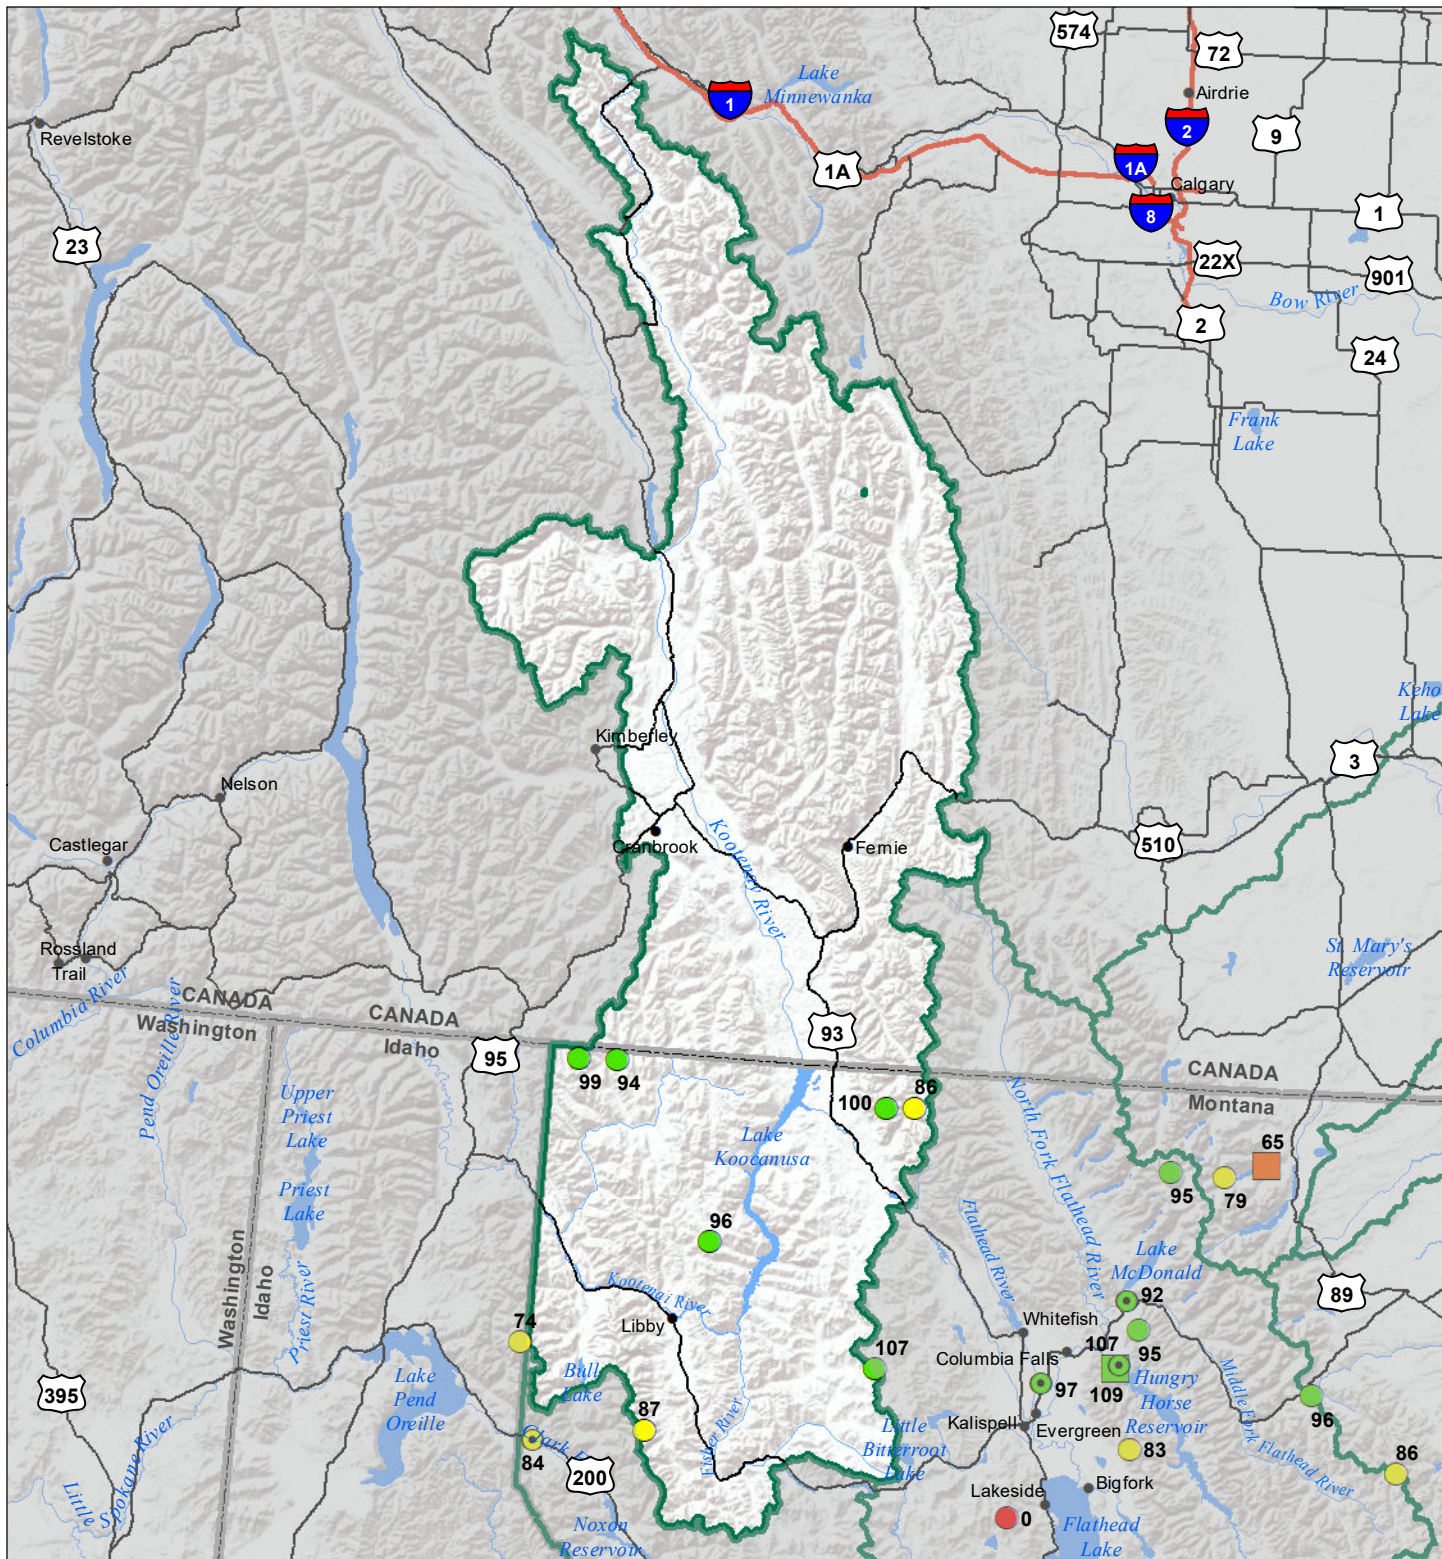 574
72
Lake
Minnewanka
1
Airdrie
2
9
Revelstoke
1A
1A
Calgary
8
1
23
22X
901
Bow River
2
24
Frank
Lake
Keho
Lake
Kimberley
3
Nelson
Kootenay River
Cranbrook
Fernie
510
Castlegar
Rossland
Trail
St. Mary's
Reservoir
Columbia River
Pend Oreille River
CANADA
Washington
CANADA
Idaho
95
93
99
94
100
86
CANADA
Montana
North Fork Flathead River
Upper
Priest
Lake
Lake
Koocanusa
65
95
79
Priest
Lake
96
Flathead River
Lake
McDonald
Washington
Idaho
Priest River
Kootenai River
92
89
74
Libby
Whitefish
107
95
Columbia Falls
107
109
97
Hungry
Horse
Reservoir
Middle Fork Flathead River
96
395
Lake
Pend
Oreille
Bull
Lake
87
Fisher River
Little
Bitterroot
Lake
Kalispell
Evergreen
83
86
Clark
84
200
Little Spokane River
Bigfork
Lakeside
0
Noxon
Reservoir
Flathead
Lake